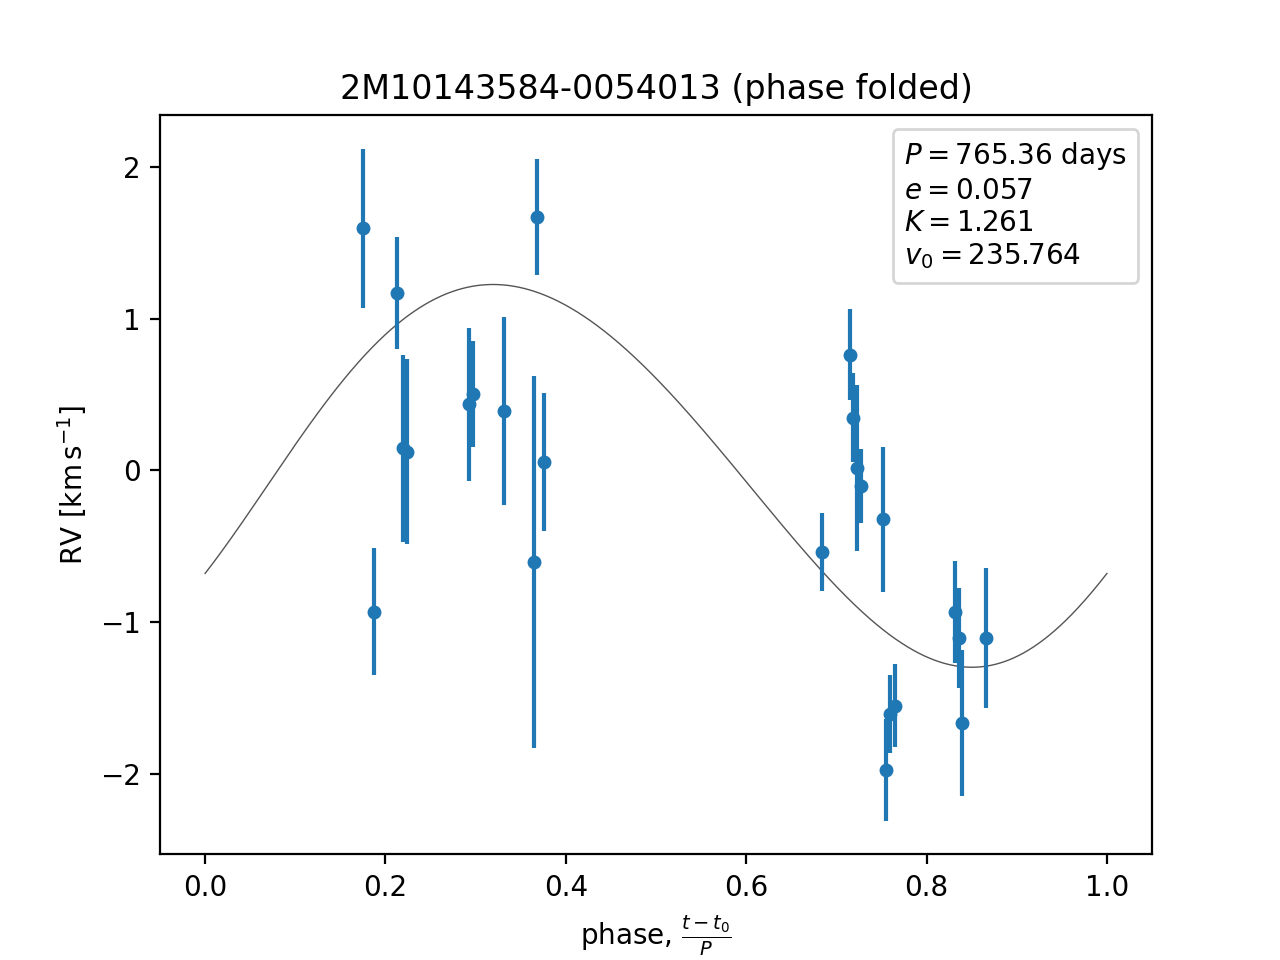 2M10143584-0054013 (phase folded)
P = 765.36 days
e = 0.057
K = 1.261
v₀ = 235.764
2
1
0
−1
−2
RV [km s⁻¹]
0.0 0.2 0.4 0.6 0.8 1.0
phase, (t − t₀)/P